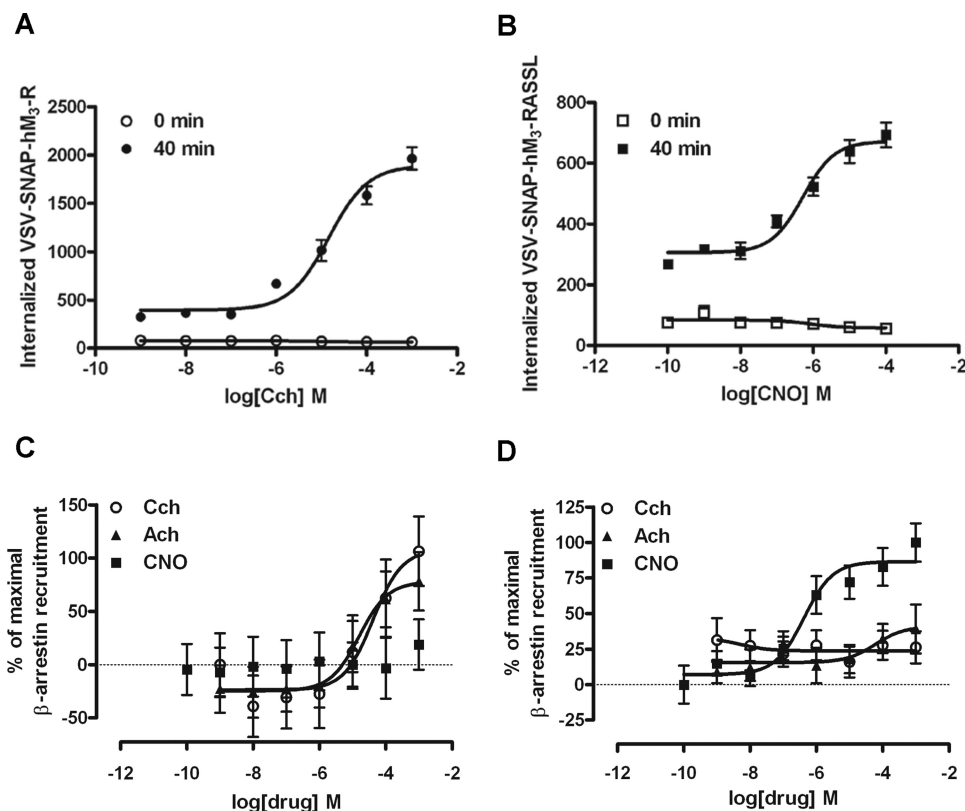 A
Internalized VSV-SNAP-hM3-R
0 min
40 min
2500
2000
1500
1000
500
0
-10 -8 -6 -4 -2
log[Cch] M
B
Internalized VSV-SNAP-hM3-RASSL
0 min
40 min
800
600
400
200
0
-12 -10 -8 -6 -4 -2
log[CNO] M
C
% of maximal
β-arrestin recruitment
Cch
Ach
CNO
150
100
50
0
-50
-12 -10 -8 -6 -4 -2
log[drug] M
D
% of maximal
β-arrestin recruitment
Cch
Ach
CNO
125
100
75
50
25
0
25
-12 -10 -8 -6 -4 -2
log[drug] M